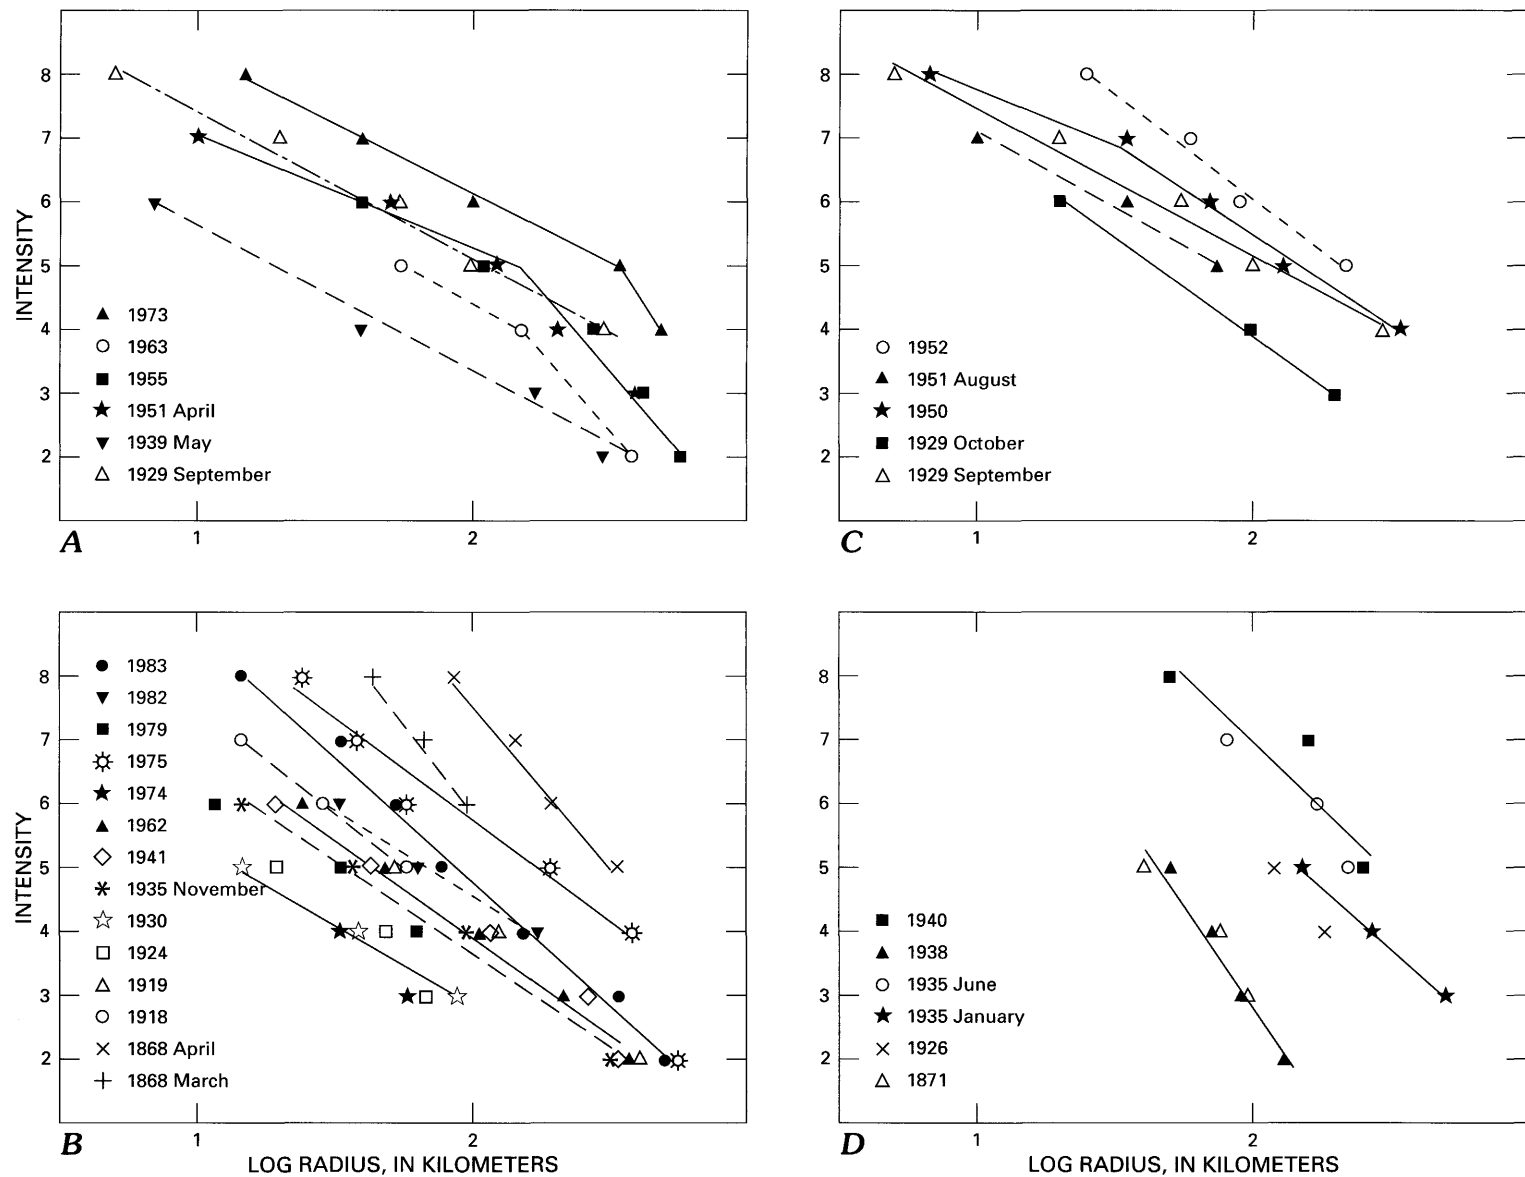 8
7
6
5
4
3
2
INTENSITY
1973
1963
1955
1951 April
1939 May
1929 September
1
2
A
8
7
6
5
4
3
2
1952
1951 August
1950
1929 October
1929 September
1
2
C
8
7
6
5
4
3
2
INTENSITY
1983
1982
1979
1975
1974
1962
1941
1935 November
1930
1924
1919
1918
1868 April
1868 March
1
2
B
LOG RADIUS, IN KILOMETERS
8
7
6
5
4
3
2
1940
1938
1935 June
1935 January
1926
1871
1
2
D
LOG RADIUS, IN KILOMETERS